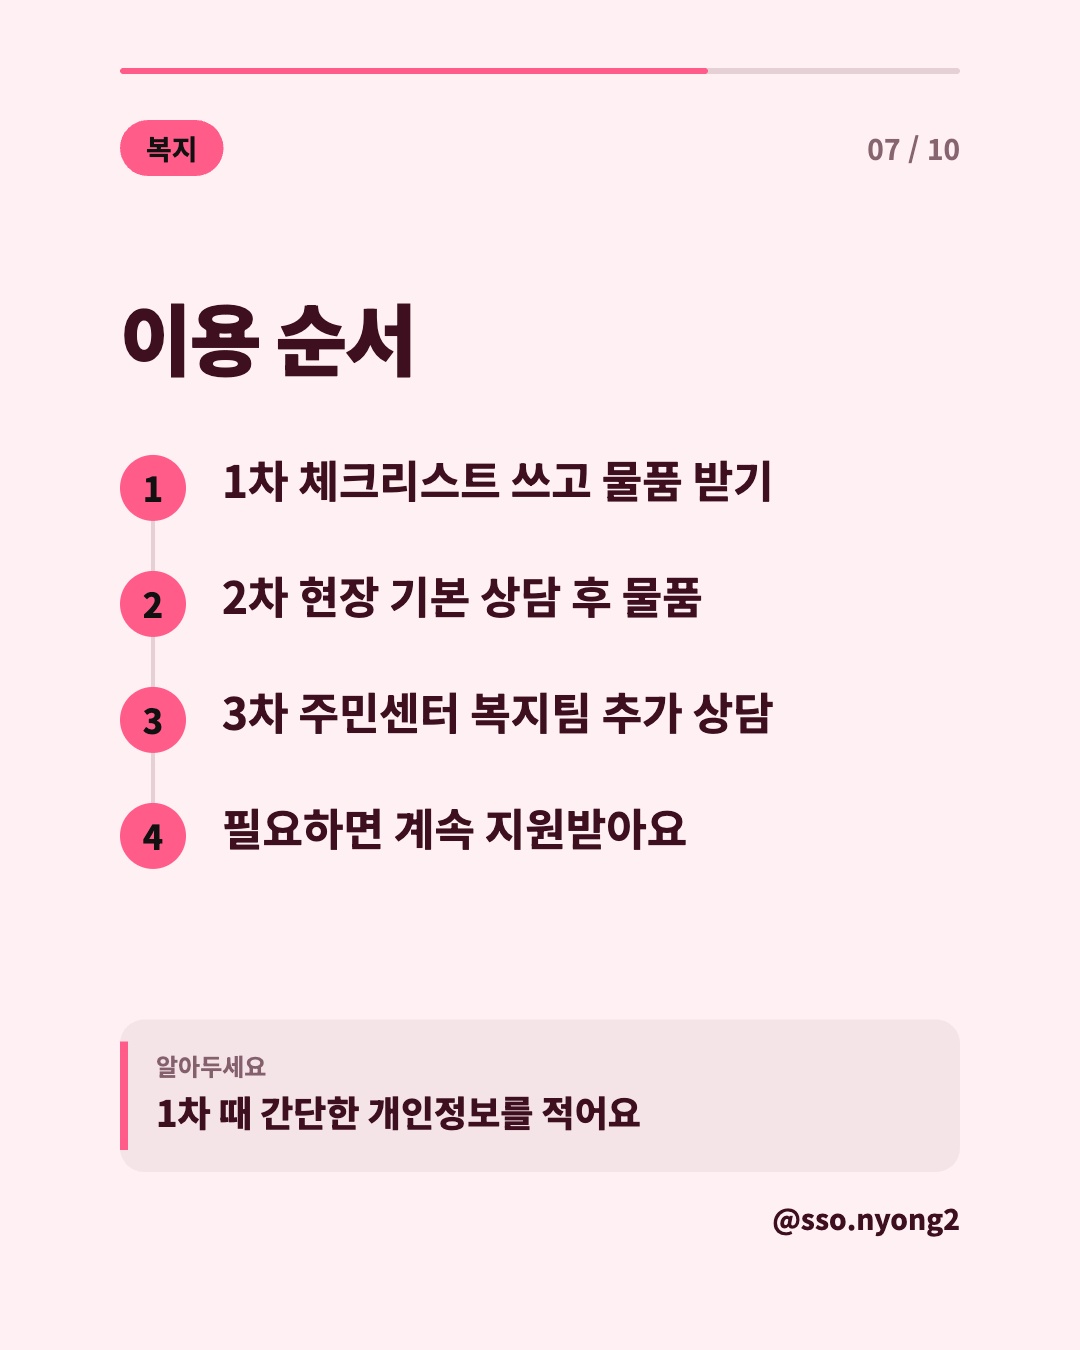 복지
07 / 10
이용 순서
1 1차 체크리스트 쓰고 물품 받기
2 2차 현장 기본 상담 후 물품
3 3차 주민센터 복지팀 추가 상담
4 필요하면 계속 지원받아요
알아두세요
1차 때 간단한 개인정보를 적어요
@sso.nyong2